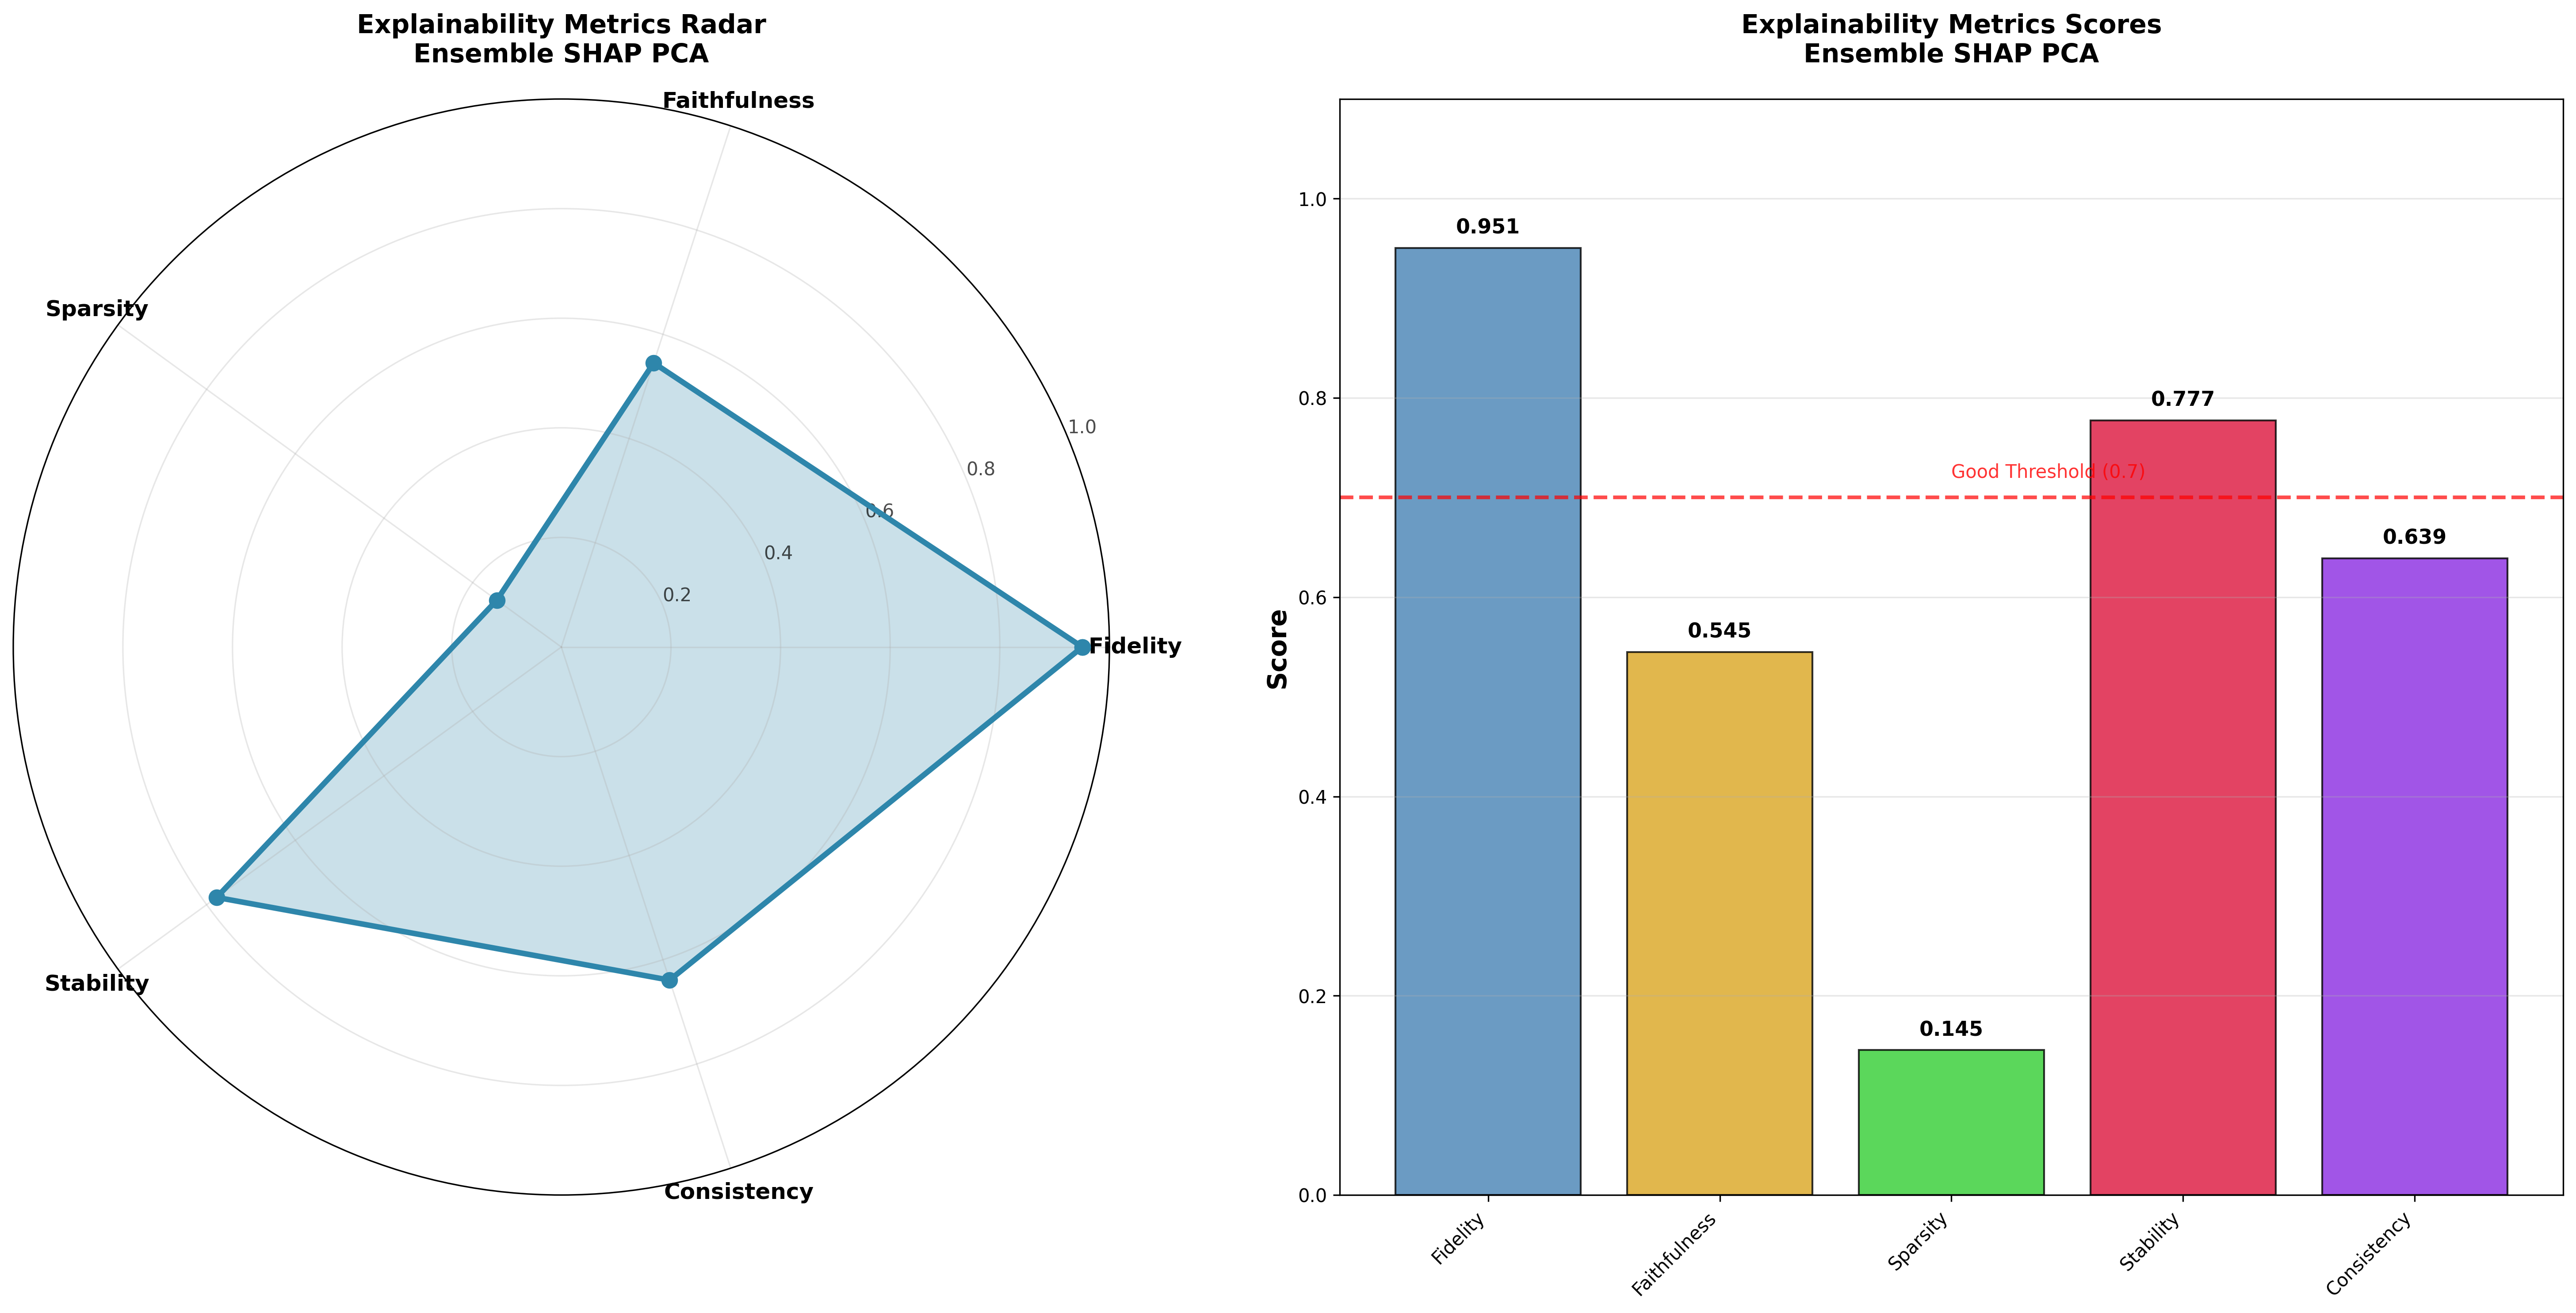 Explainability Metrics Radar
Ensemble SHAP PCA
Faithfulness
Sparsity
1.0
0.8
0.6
0.4
0.2
Fidelity
Stability
Consistency
Explainability Metrics Scores
Ensemble SHAP PCA
Score
1.0
0.8
0.6
0.4
0.2
0.0
0.951
0.545
0.145
0.777
0.639
Good Threshold (0.7)
Fidelity
Faithfulness
Sparsity
Stability
Consistency